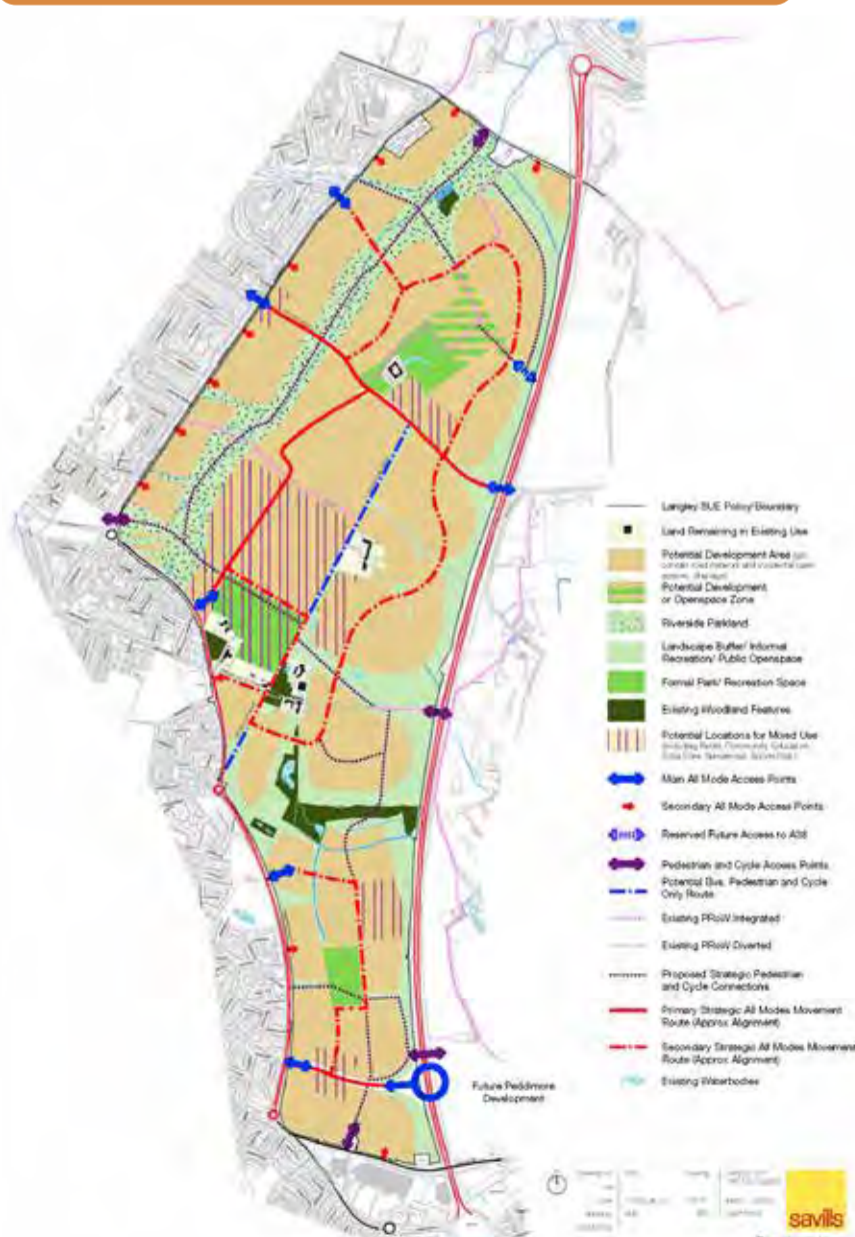 Langley SUE Policy Boundary
Land Remaining in Existing Use
Potential Development Area
Potential Development
or Openspace Zone
Riverside Parkland
Landscape Buffer/ Informal
Recreation/ Public Openspace
Formal Park/ Recreation Space
Existing Woodland Features
Potential Locations for Mixed Use
Main All Mode Access Points
Secondary All Mode Access Points
Reserved Future Access to A38
Pedestrian and Cycle Access Points
Potential Bus, Pedestrian and Cycle
Only Route
Existing PRoW Integrated
Existing PRoW Diverted
Proposed Strategic Pedestrian
and Cycle Connections
Primary Strategic All Modes Movement
Route (Approx Alignment)
Secondary Strategic All Modes Movement
Route (Approx Alignment)
Existing Waterbodies
Future Peddimore
Development
savills